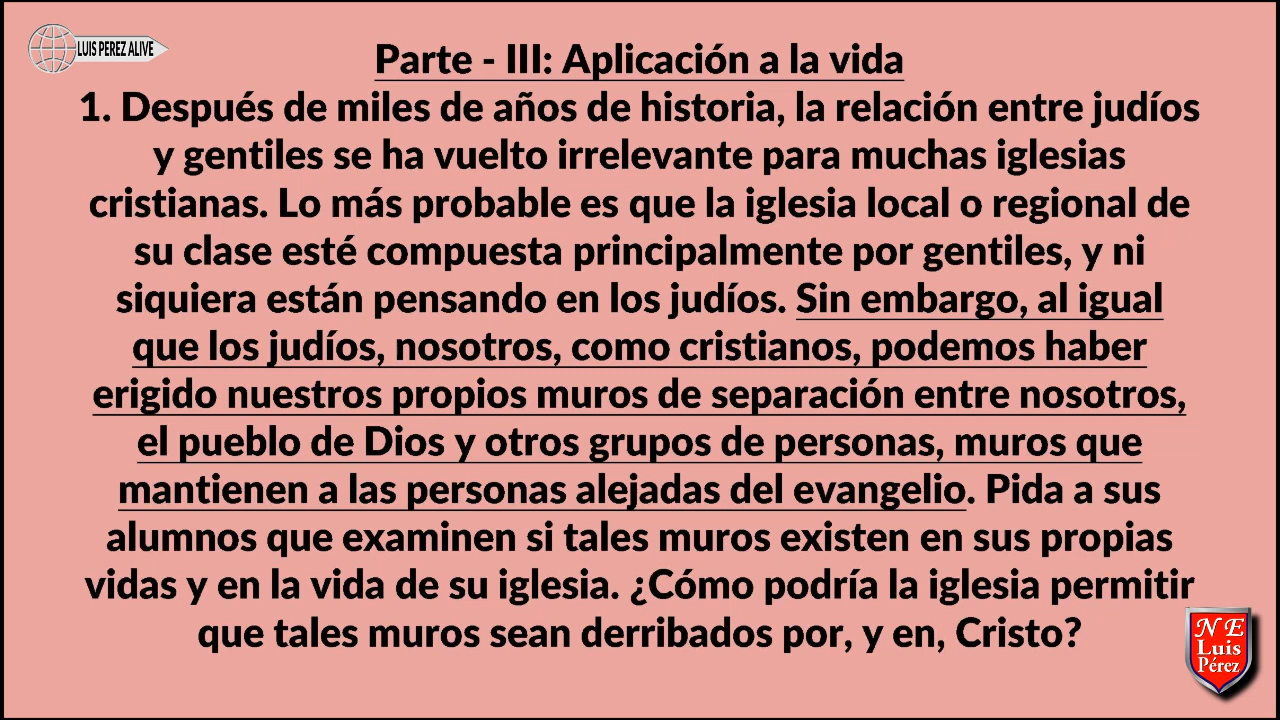 LUIS PEREZ ALIVE
Parte - III: Aplicación a la vida
1. Después de miles de años de historia, la relación entre judíos
y gentiles se ha vuelto irrelevante para muchas iglesias
cristianas. Lo más probable es que la iglesia local o regional de
su clase esté compuesta principalmente por gentiles, y ni
siquiera están pensando en los judíos. Sin embargo, al igual
que los judíos, nosotros, como cristianos, podemos haber
erigido nuestros propios muros de separación entre nosotros,
el pueblo de Dios y otros grupos de personas, muros que
mantienen a las personas alejadas del evangelio. Pida a sus
alumnos que examinen si tales muros existen en sus propias
vidas y en la vida de su iglesia. ¿Cómo podría la iglesia permitir
que tales muros sean derribados por, y en, Cristo?
N E
Luis
Pérez